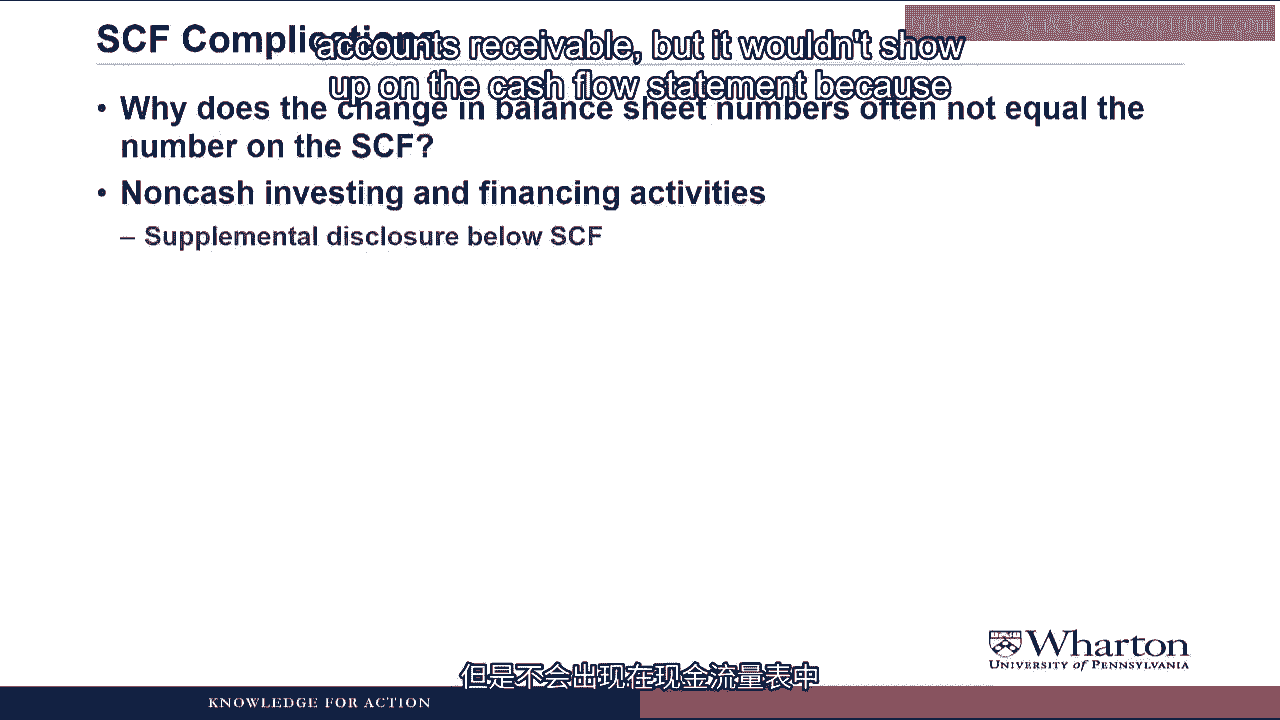 SCF Complications
accounts receivable, but it wouldn't show
up on the cash flow statement because
• Why does the change in balance sheet numbers often not equal the
number on the SCF?
• Noncash investing and financing activities
– Supplemental disclosure below SCF
Wharton
UNIVERSITY of PENNSYLVANIA
但是不会出现在现金流量表中
KNOWLEDGE FOR ACTION